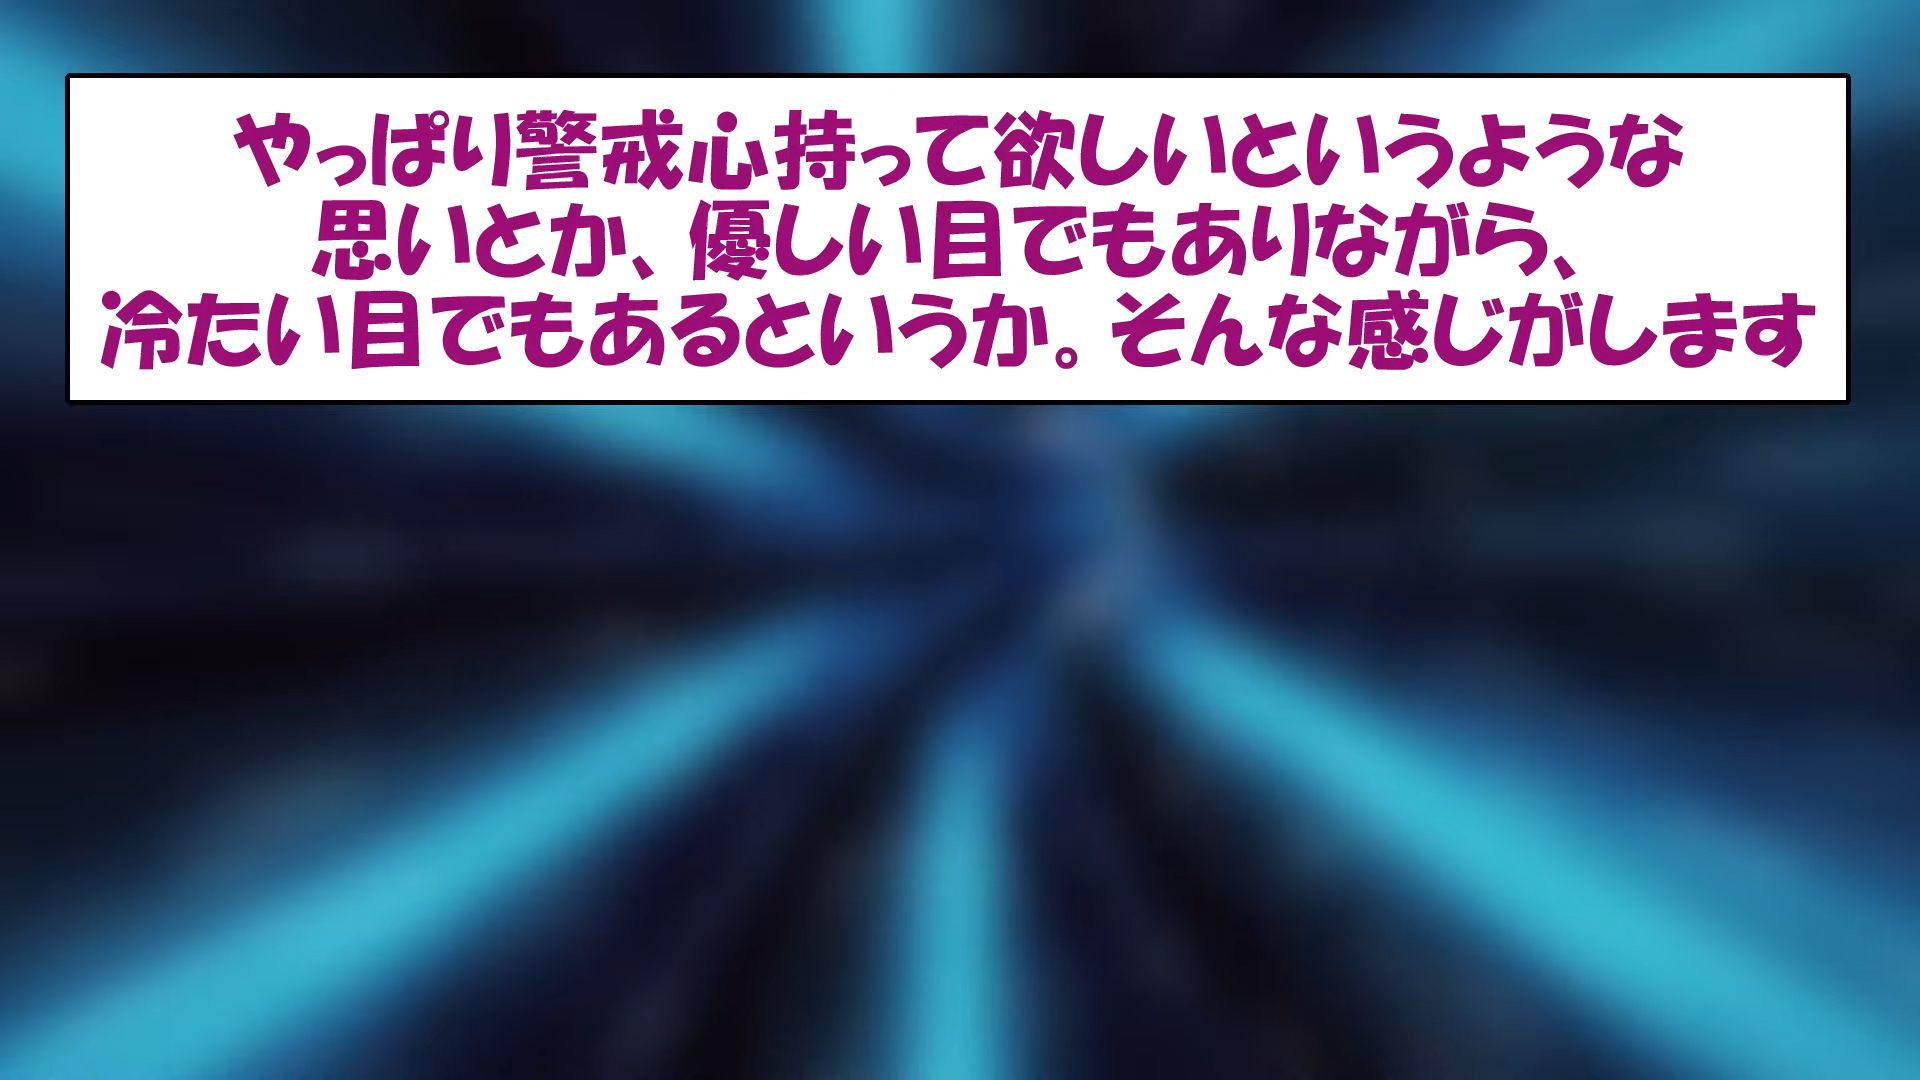 やっぱり警戒心持って欲しいというような
思いとか、優しい目でもありながら、
冷たい目でもあるというか。そんな感じがします